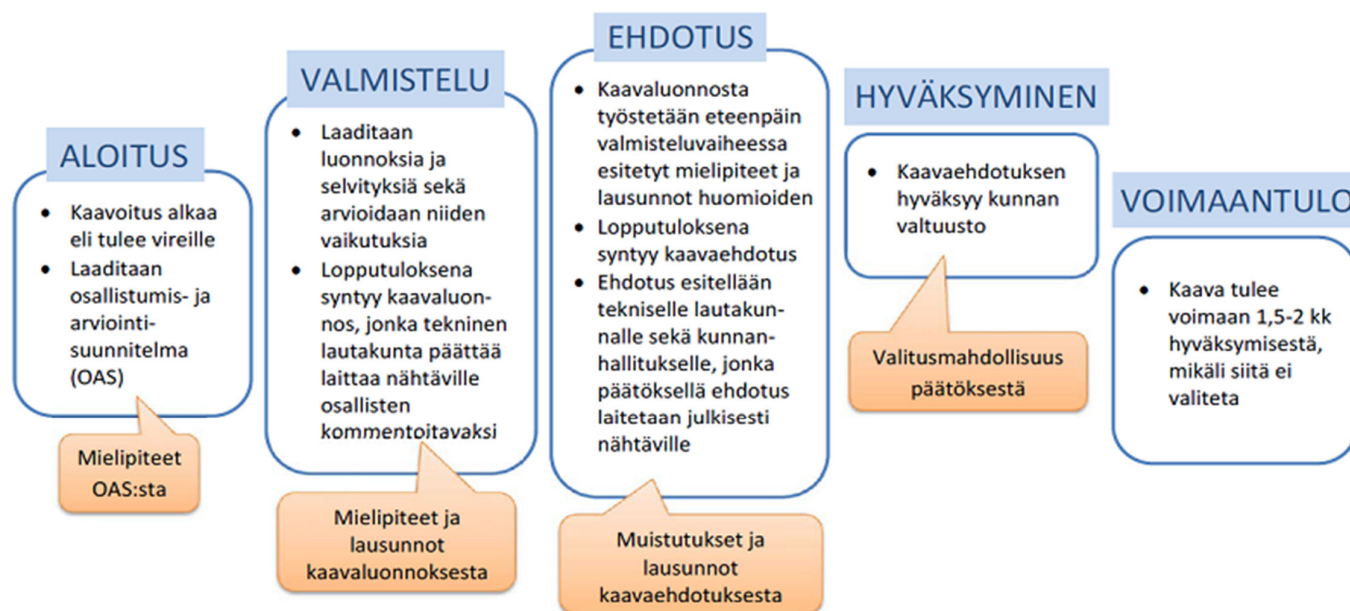 ALOITUS
• Kaavoitus alkaa
eli tulee vireille
• Laaditaan
osallistumis- ja
arviointi-
suunnitelma
(OAS)
Mielipiteet
OAS:sta
VALMISTELU
• Laaditaan
luonnoksia ja
selvityksiä sekä
arvioidaan niiden
vaikutuksia
• Lopputuloksena
syntyy kaavaluon-
nos, jonka tekninen
lautakunta päättää
laittaa nähtäville
osallisten
kommentoitavaksi
Mielipiteet ja
lausunnot
kaavaluonnoksesta
EHDOTUS
• Kaavaluonnosta
työstetään eteenpäin
valmisteluvaiheessa
esitetyt mielipiteet ja
lausunnot huomioiden
• Lopputuloksena
syntyy kaavaehdotus
• Ehdotus esitellään
tekniselle lautakun-
nalle sekä kunnan-
hallitukselle, jonka
päätöksellä ehdotus
laitetaan julkisesti
nähtäville
Muistutukset ja
lausunnot
kaavaehdotuksesta
HYVÄKSYMINEN
• Kaavaehdotuksen
hyväksyy kunnan
valtuusto
Valitusmahdollisuus
päätöksestä
VOIMAANTULO
• Kaava tulee
voimaan 1,5-2 kk
hyväksymisestä,
mikäli siitä ei
valiteta